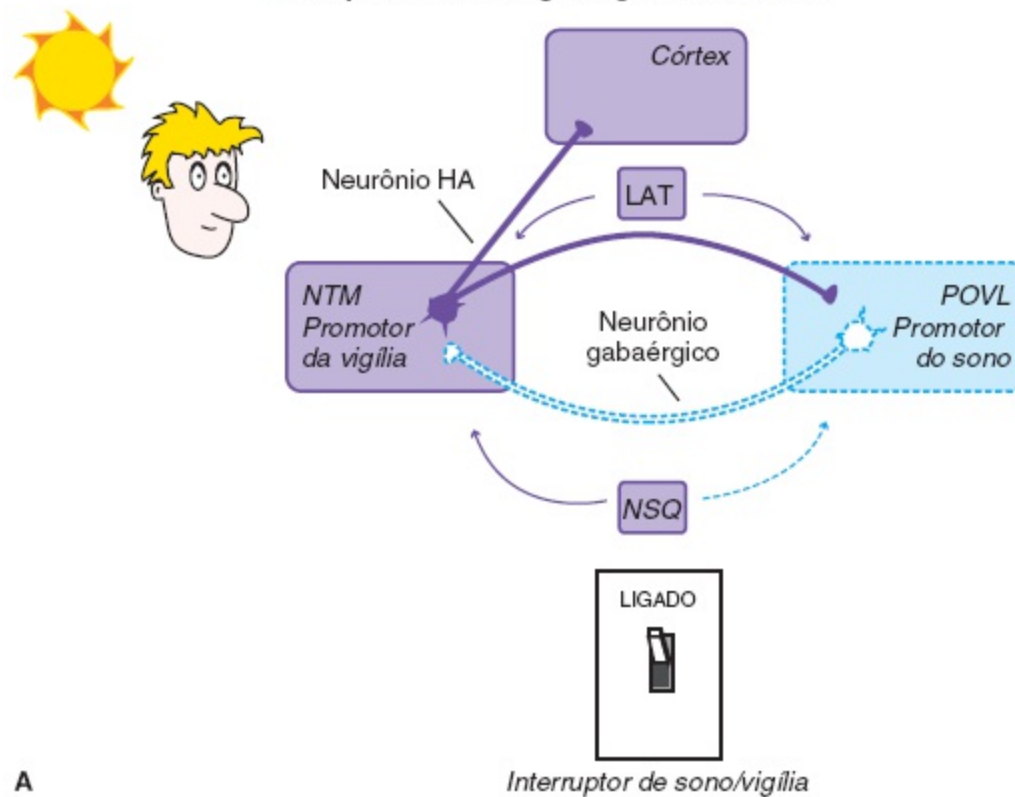 Córtex
Neurônio HA
LAT
NTM
Promotor
da vigília
POVL
Promotor
do sono
Neurônio
gabaérgico
NSQ
LIGADO
A
Interruptor de sono/vigília